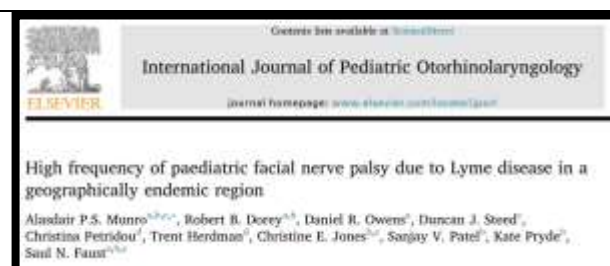 Contents lists available at ScienceDirect
International Journal of Pediatric Otorhinolaryngology
ELSEVIER
journal homepage: www.elsevier.com/locate/ijporl
High frequency of paediatric facial nerve palsy due to Lyme disease in a
geographically endemic region
Alasdair P.S. Munro, Robert B. Dorey, Daniel R. Owens, Duncan J. Steed,
Christina Petridou, Trent Herdman, Christine E. Jones, Sanjay V. Patel, Kate Pryde,
Saul N. Faust